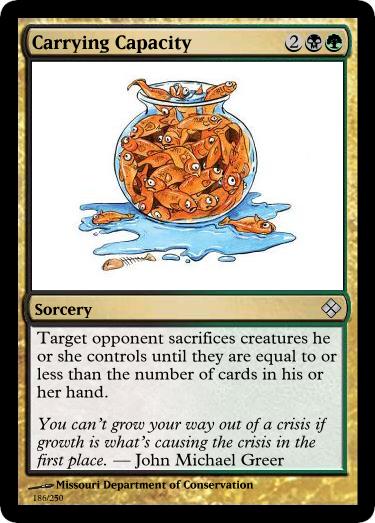 Carrying Capacity 2
Sorcery
Target opponent sacrifices creatures he
or she controls until they are equal to or
less than the number of cards in his or
her hand.
You can't grow your way out of a crisis if
growth is what's causing the crisis in the
first place. — John Michael Greer
Missouri Department of Conservation
186/250